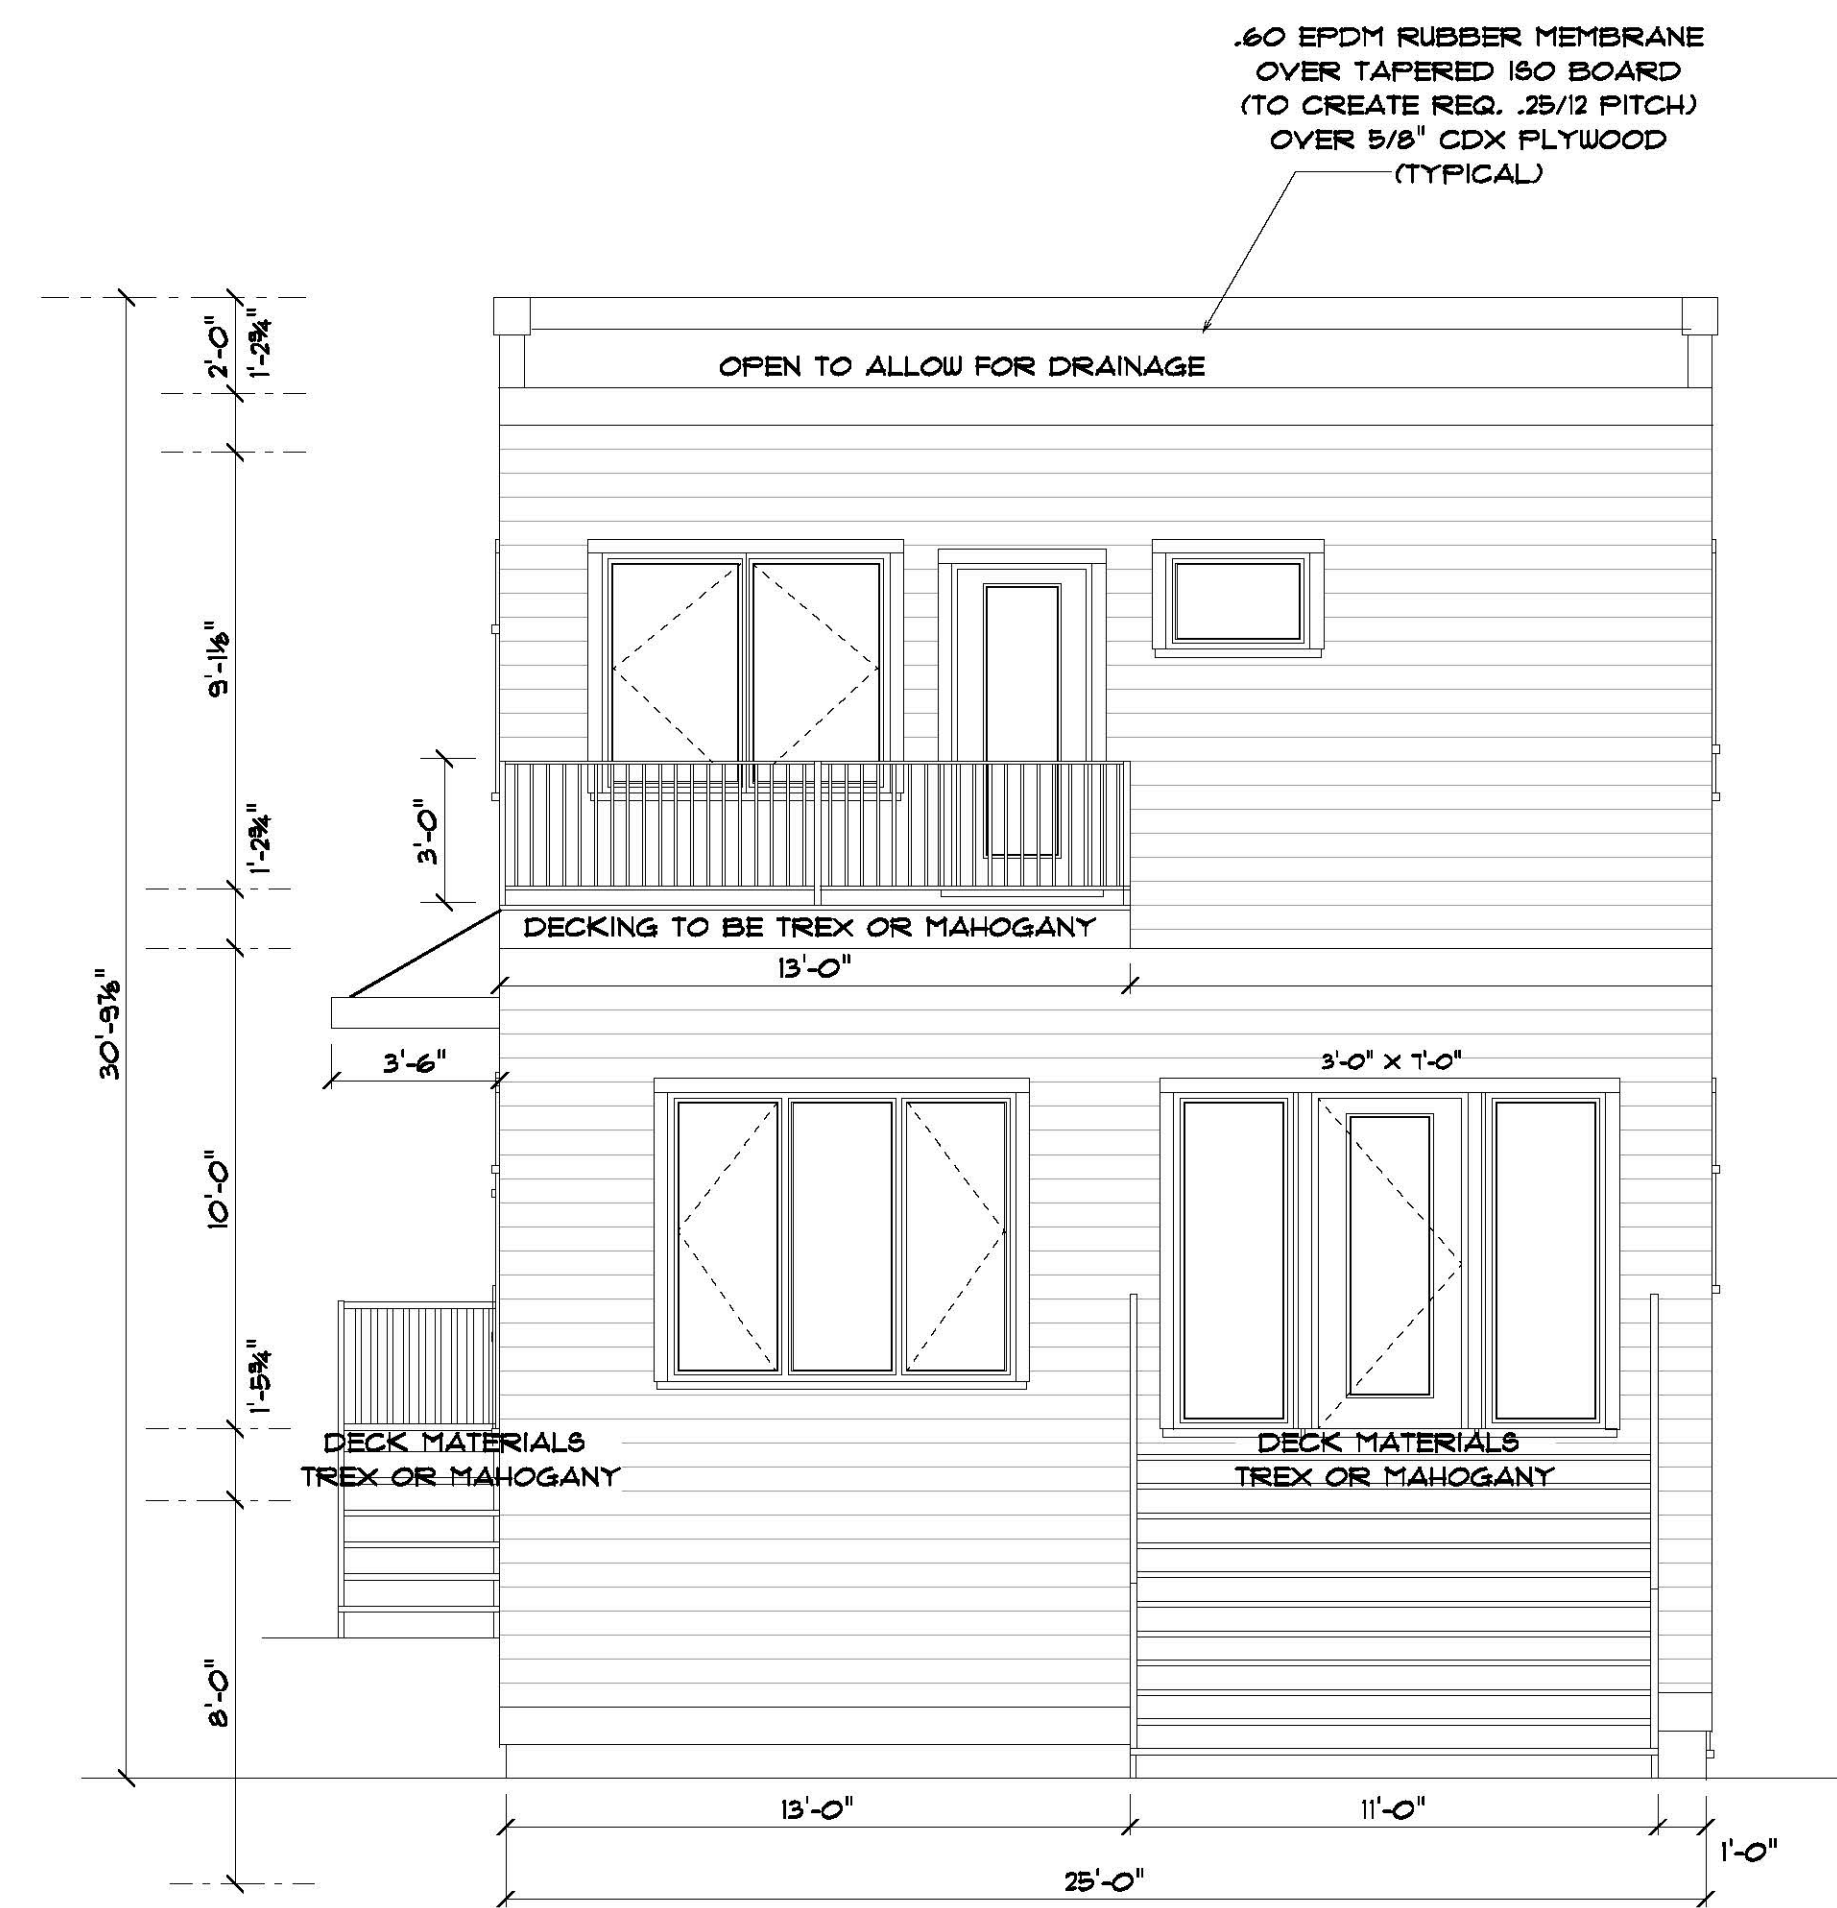 .60 EPDM RUBBER MEMBRANE
OVER TAPERED ISO BOARD
(TO CREATE REQ. .25/12 PITCH)
OVER 5/8" CDX PLYWOOD
(TYPICAL)
2'-0"
1'-2¾"
OPEN TO ALLOW FOR DRAINAGE
9'-1⅛"
1'-2¾"
3'-0"
DECKING TO BE TREX OR MAHOGANY
13'-0"
30'-9⅞"
3'-6"
3'-0" X 7'-0"
10'-0"
1'-5¾"
DECK MATERIALS
TREX OR MAHOGANY
DECK MATERIALS
TREX OR MAHOGANY
8'-0"
13'-0"
11'-0"
1'-0"
25'-0"